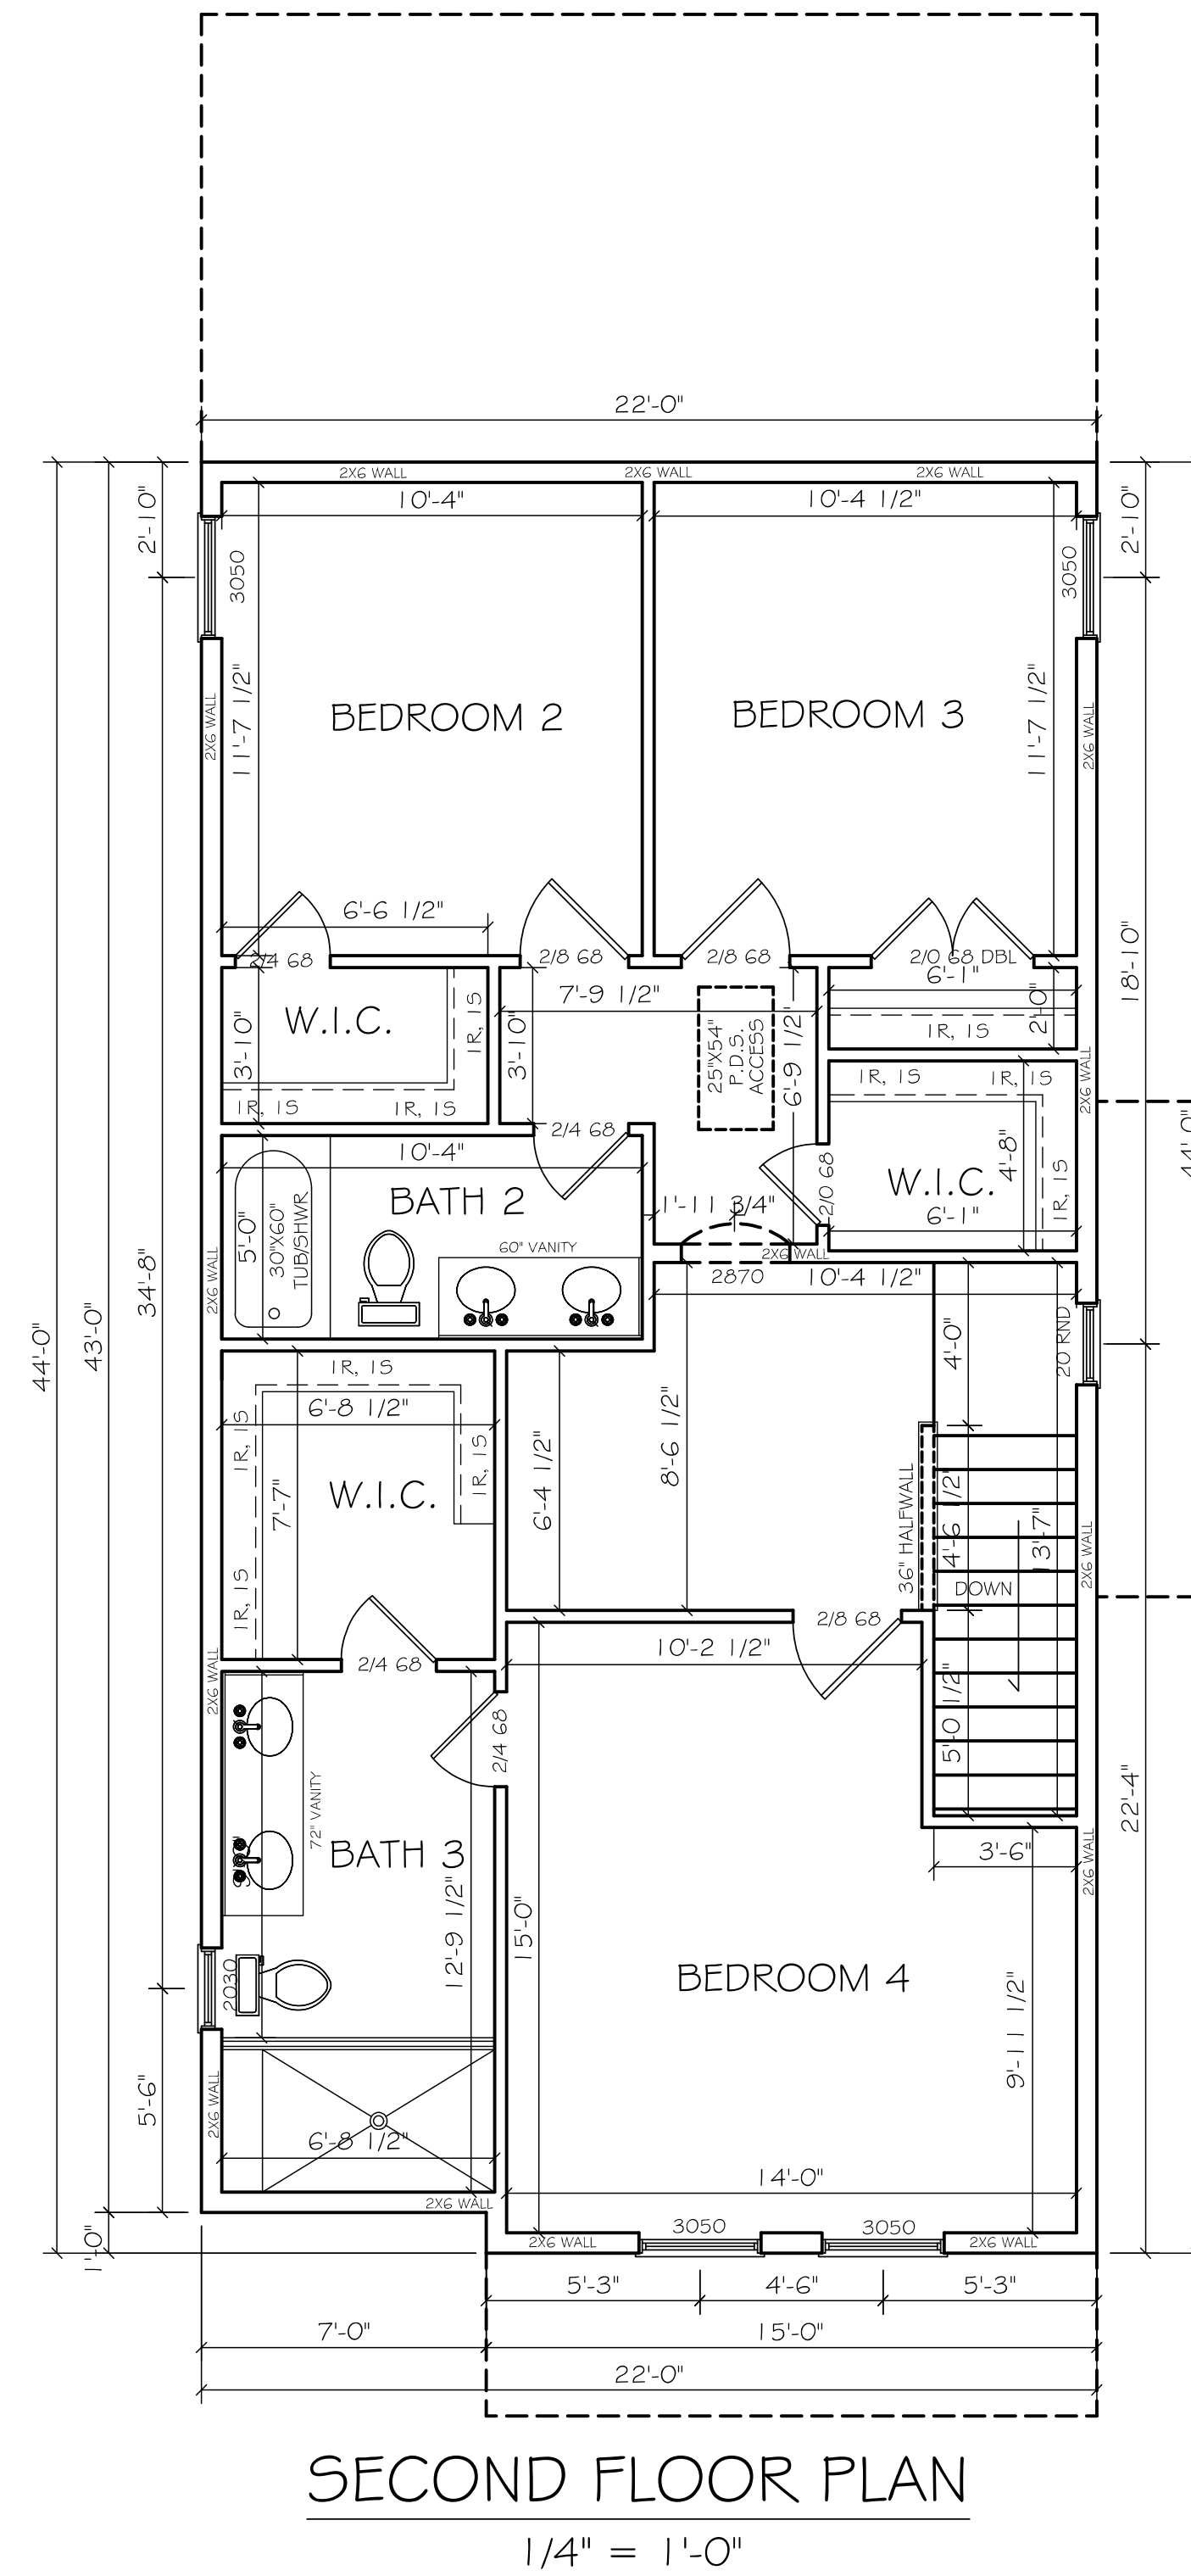 22'-0"
2X6 WALL
2X6 WALL
2X6 WALL
10'-4"
10'-4 1/2"
2'-10"
2'-10"
3050
3050
11'-7 1/2"
11'-7 1/2"
2X6 WALL
2X6 WALL
BEDROOM 2
BEDROOM 3
6'-6 1/2"
2/4 68
2/8 68
2/8 68
2/0 68 DBL
18'-10"
7'-9 1/2"
6'-1"
W.I.C.
1R, 1S
3'-10"
3'-10"
25"X54"
P.D.S.
ACCESS
6'-9 1/2"
2'-0"
1R, 1S
1R, 1S
1R, 1S
1R, 1S
1R, 1S
2X6 WALL
2/4 68
10'-4"
BATH 2
4'-8"
W.I.C.
2/0 68
1R, 1S
44'-0"
1'-11 3/4"
6'-1"
5'-0"
30"X60"
TUB/SHWR
60" VANITY
2X6 WALL
2X6 WALL
2870
10'-4 1/2"
34'-8"
43'-0"
44'-0"
4'-0"
20 RND
1R, 1S
6'-8 1/2"
1R, 1S
1R, 1S
W.I.C.
7'-7"
6'-4 1/2"
8'-6 1/2"
36" HALFWALL
4'-6 1/2"
13'-7"
2X6 WALL
1R, 1S
DOWN
2/8 68
10'-2 1/2"
2/4 68
2X6 WALL
2/4 68
5'-0 1/2"
22'-4"
72" VANITY
BATH 3
3'-6"
2X6 WALL
12'-9 1/2"
15'-0"
BEDROOM 4
2030
9'-11 1/2"
5'-6"
2X6 WALL
6'-8 1/2"
14'-0"
2X6 WALL
3050
3050
2X6 WALL
2X6 WALL
1'-0"
5'-3"
4'-6"
5'-3"
7'-0"
15'-0"
22'-0"
SECOND FLOOR PLAN
1/4" = 1'-0"